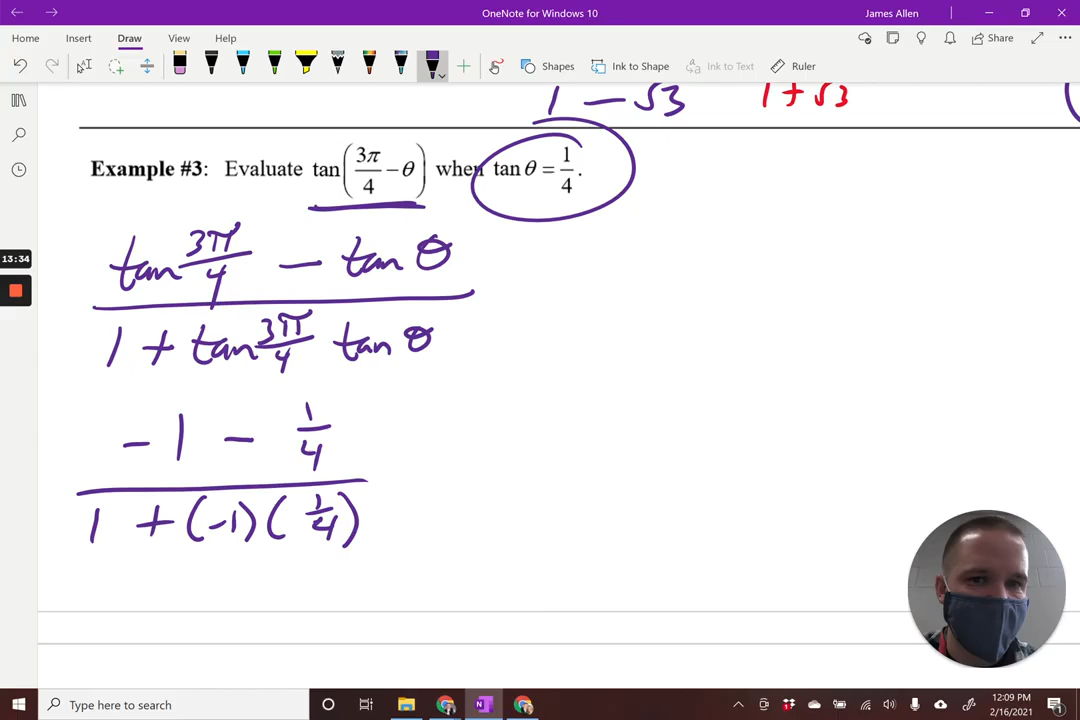 OneNote for Windows 10
James Allen
Home Insert Draw View Help
Share
Shapes Ink to Shape Ink to Text Ruler
1 - √3 1 + √3
Example #3: Evaluate tan(3π/4 − θ) when tan θ = 1/4.
tan 3π/4 - tan θ
1 + tan 3π/4 tan θ
-1 - 1/4
1 + (-1)(1/4)
13:34
Type here to search
12:09 PM
2/16/2021
1